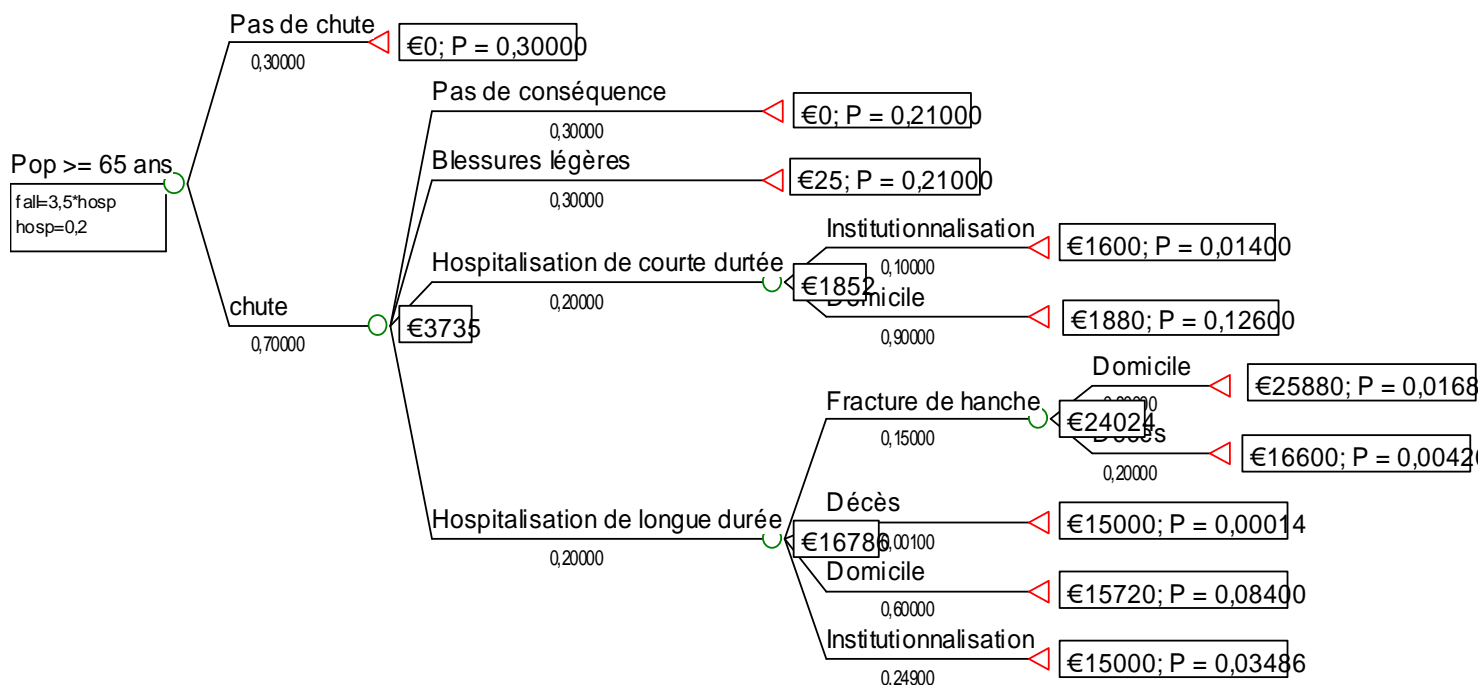 Pas de chute
0,30000
€0; P = 0,30000
Pas de conséquence
0,30000
€0; P = 0,21000
Pop >= 65 ans
fall=3,5*hosp
hosp=0,2
Blessures légères
0,30000
€25; P = 0,21000
Institutionnalisation
0,10000
€1600; P = 0,01400
Hospitalisation de courte durtée
0,20000
€1852
Domicile
0,90000
€1880; P = 0,12600
chute
0,70000
€3735
Domicile
€25880; P = 0,0168
Fracture de hanche
0,15000
€24024
Décès
0,20000
€16600; P = 0,00420
Décès
0,00100
€15000; P = 0,00014
Hospitalisation de longue durée
0,20000
€16786
Domicile
0,60000
€15720; P = 0,08400
Institutionnalisation
0,24900
€15000; P = 0,03486